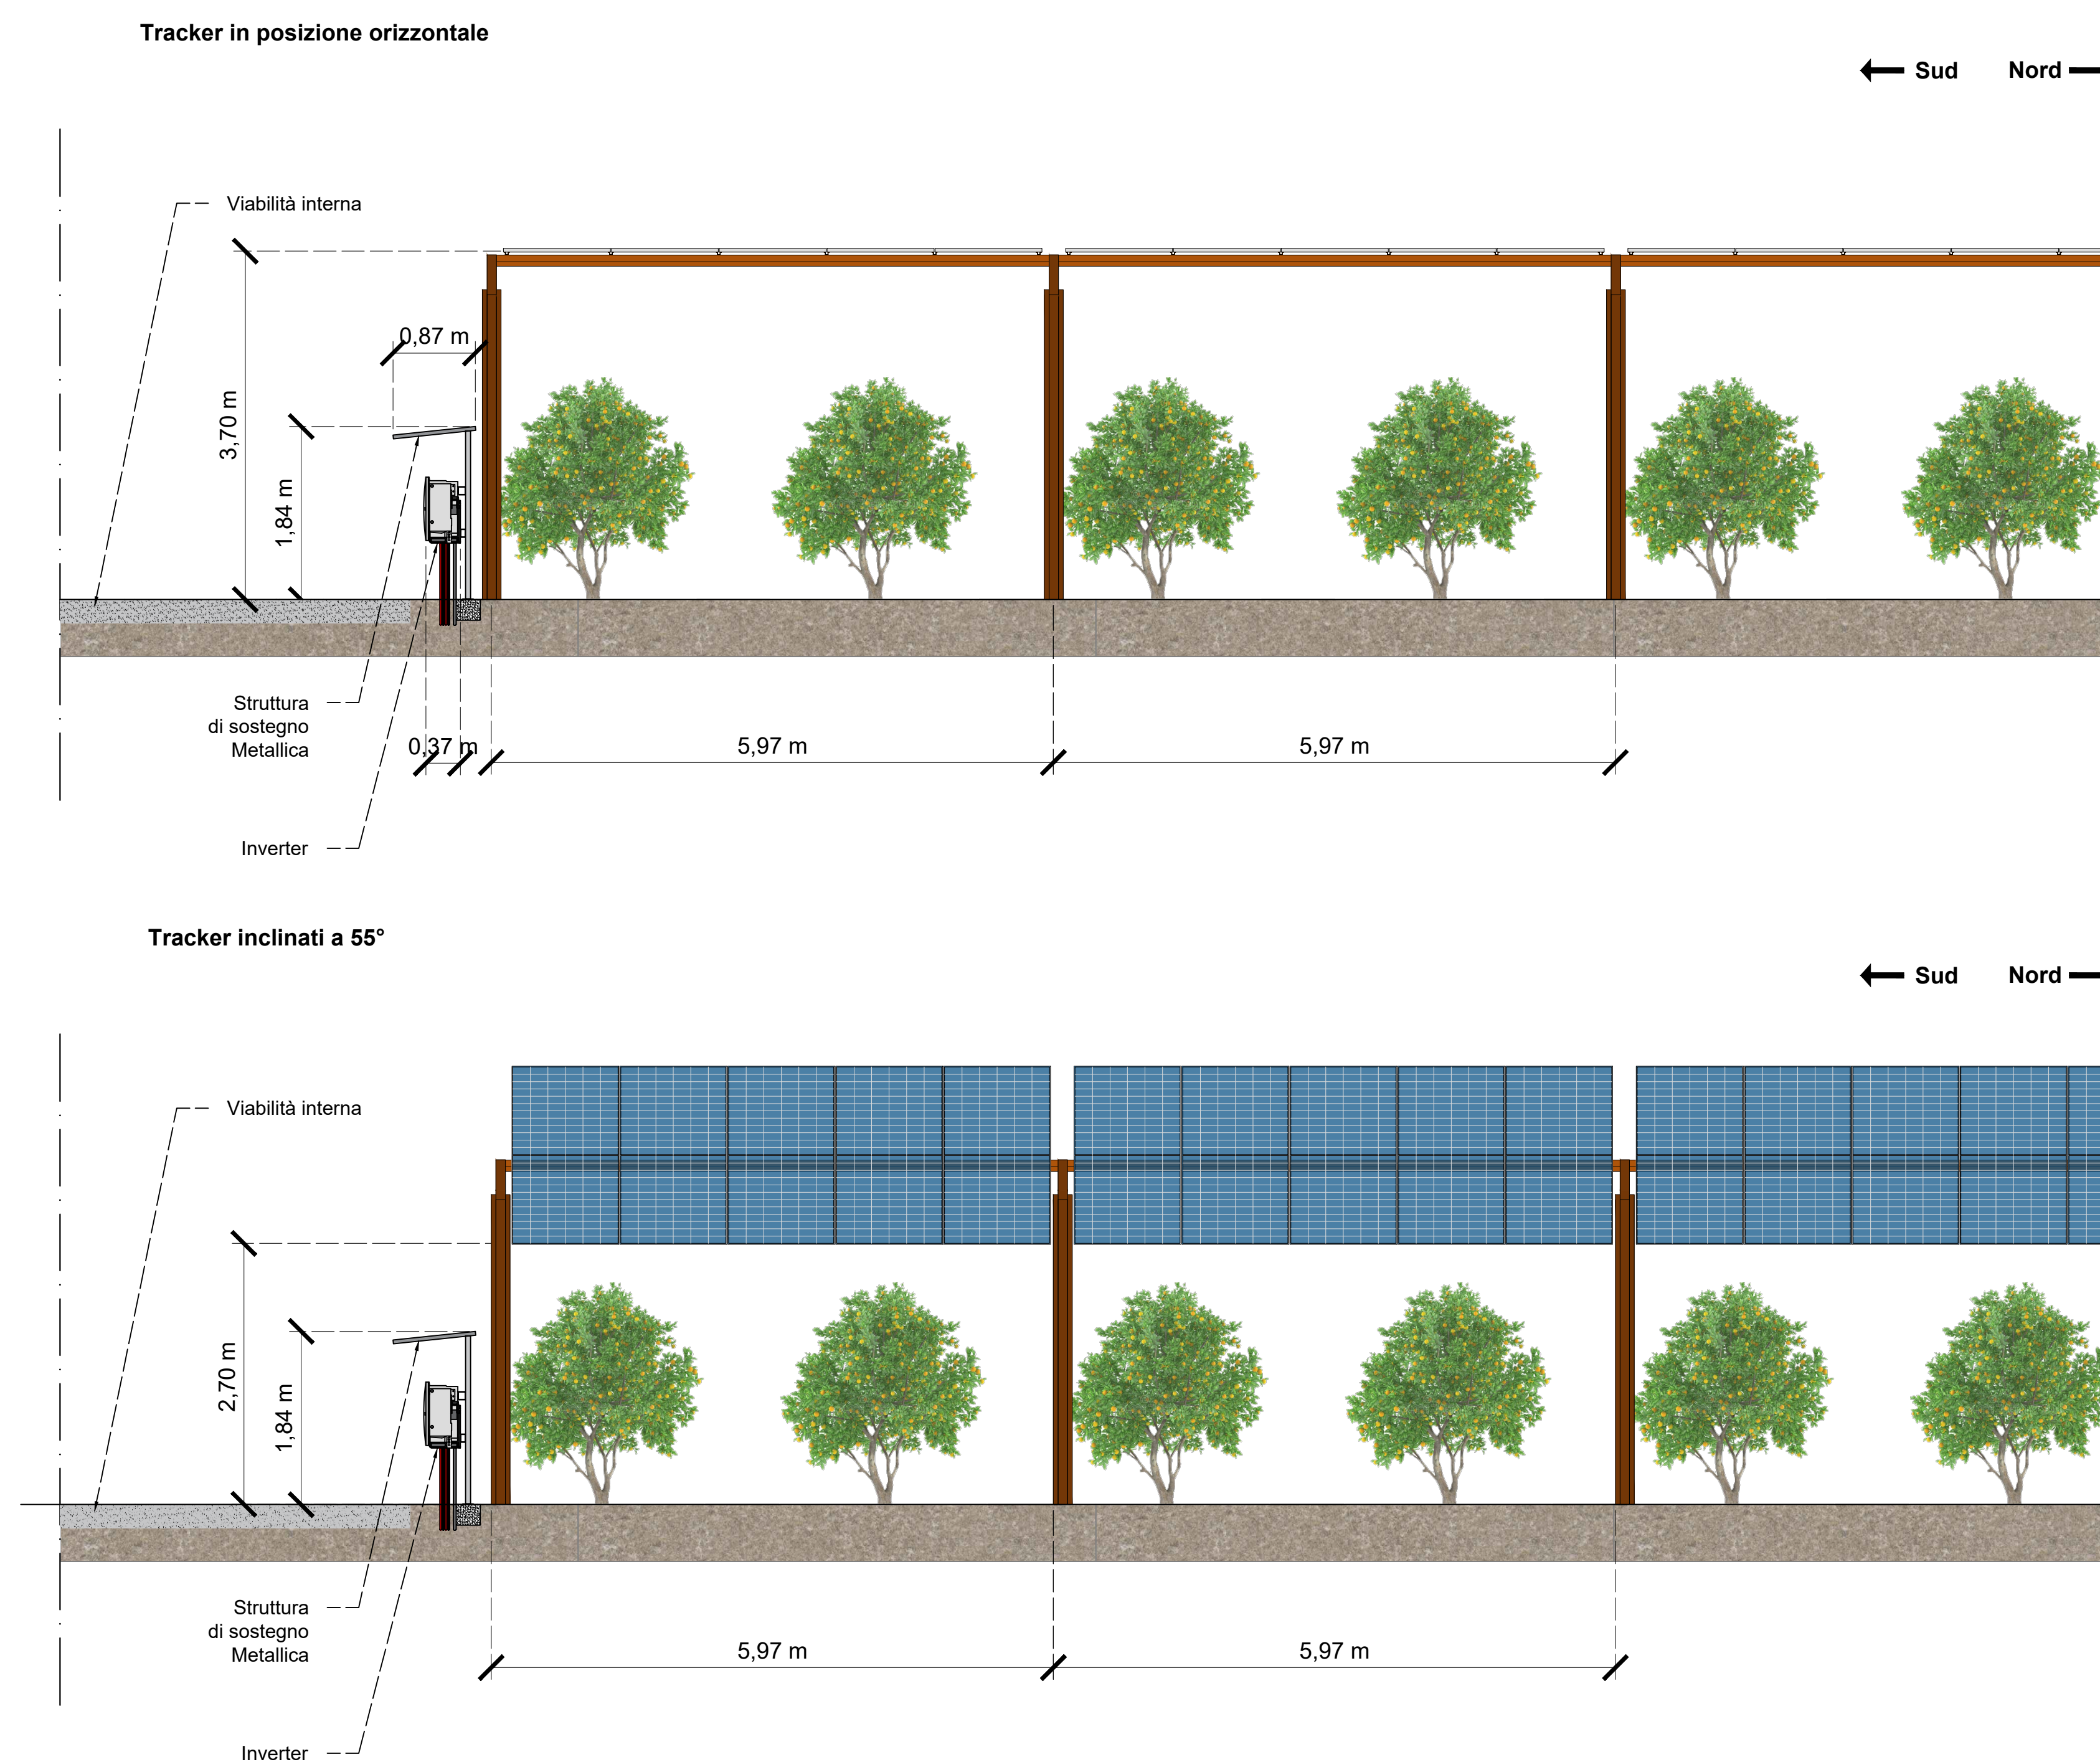 Tracker in posizione orizzontale
Sud Nord
Viabilità interna
0,87 m
3,70 m
1,84 m
Struttura
di sostegno
Metallica
0,37 m
5,97 m
5,97 m
Inverter
Tracker inclinati a 55°
Sud Nord
Viabilità interna
2,70 m
1,84 m
Struttura
di sostegno
Metallica
5,97 m
5,97 m
Inverter